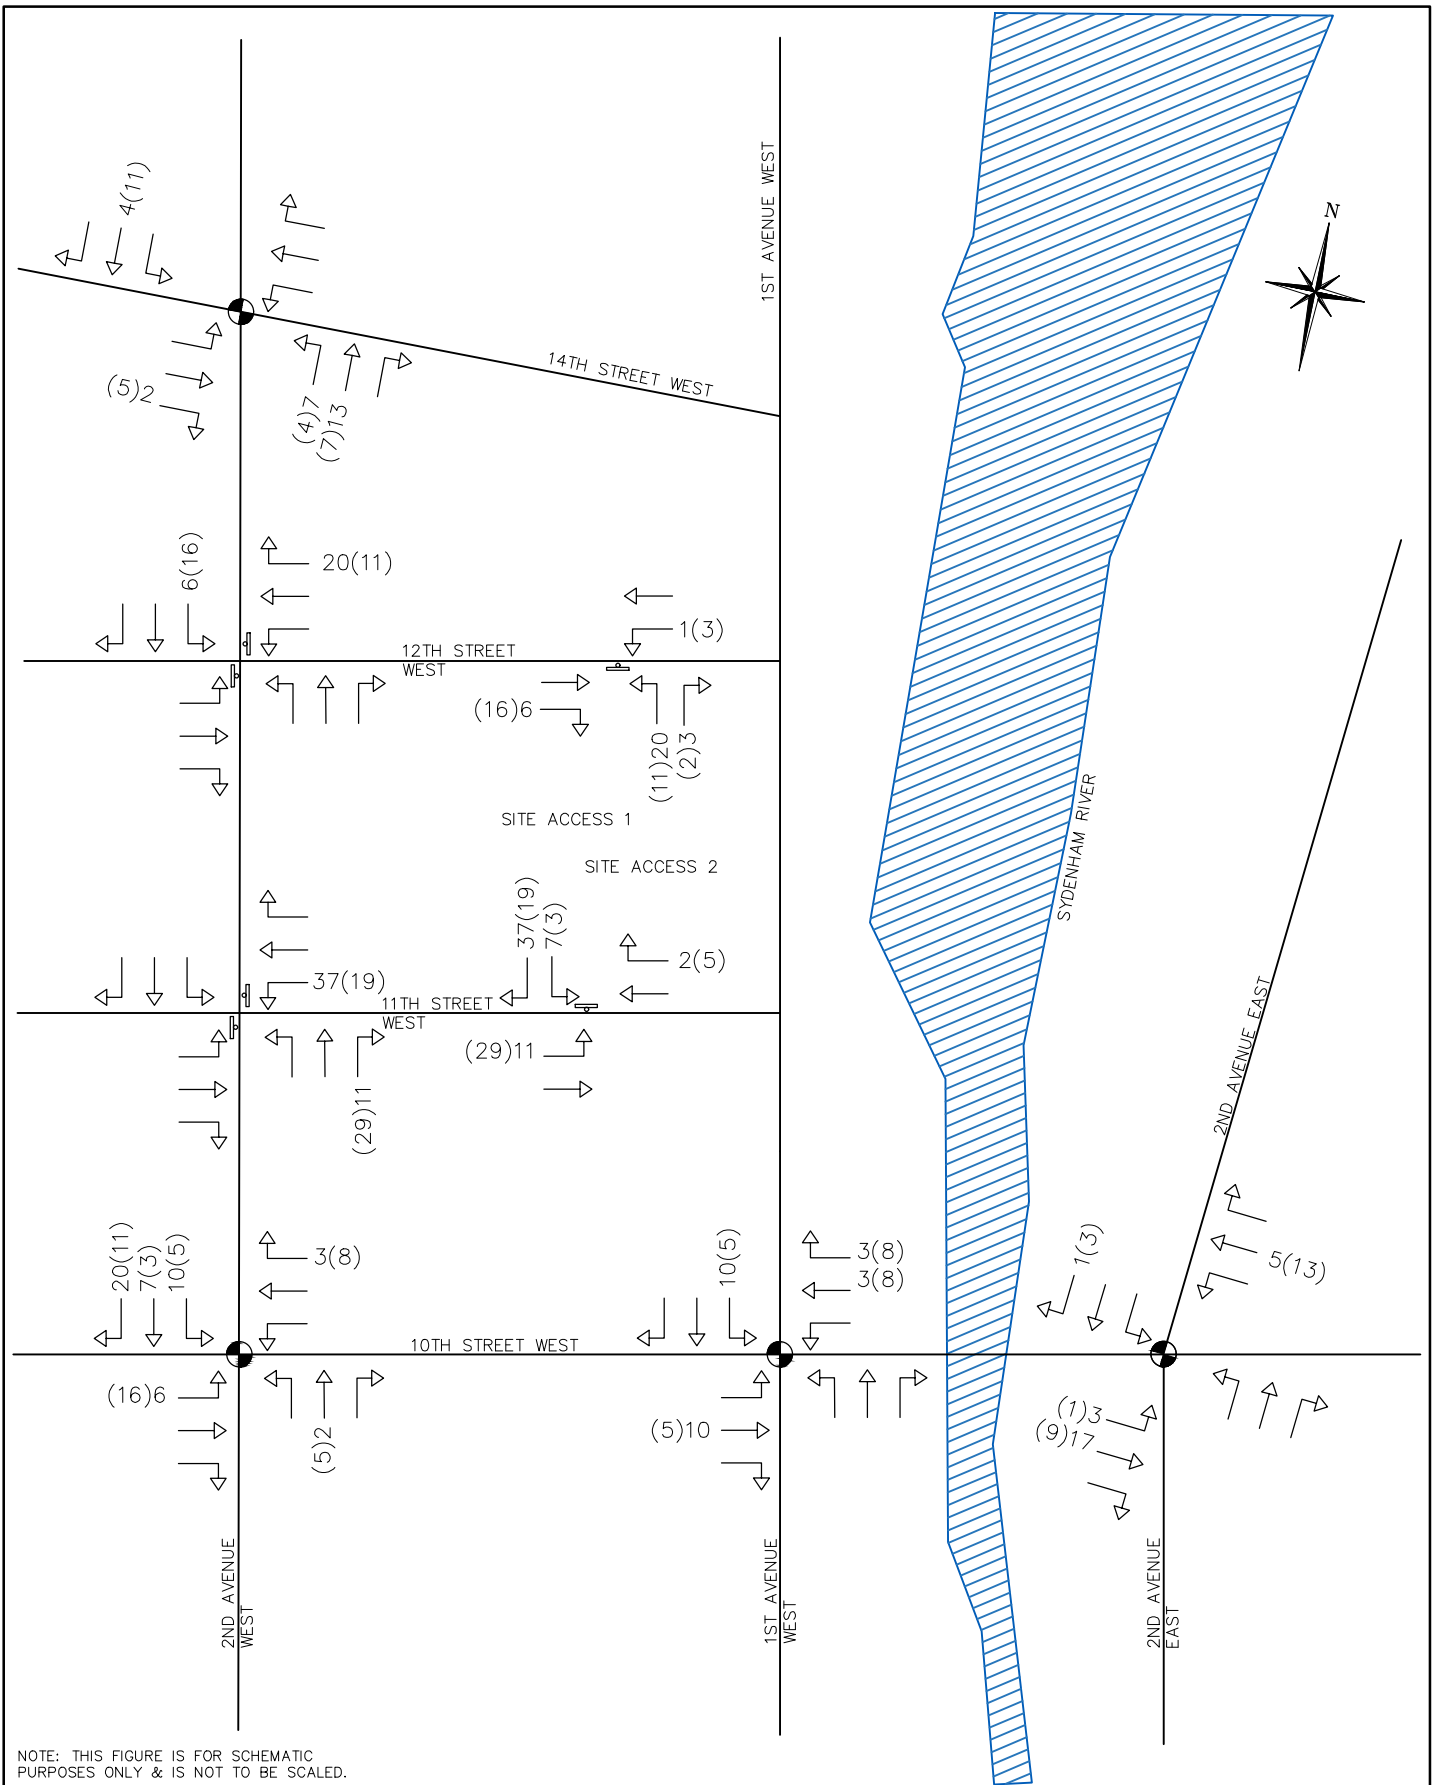 1ST AVENUE WEST
N
4(11)
14TH STREET WEST
(5)2
(4)7
(7)13
6(16)
20(11)
1(3)
12TH STREET
WEST
(16)6
(11)20
(2)3
SITE ACCESS 1
SITE ACCESS 2
SYDENHAM RIVER
37(19)
7(3)
2(5)
37(19)
11TH STREET
WEST
(29)11
(29)11
2ND AVENUE EAST
20(11)
7(3)
10(5)
3(8)
10(5)
3(8)
3(8)
1(3)
5(13)
10TH STREET WEST
(16)6
(5)2
(5)10
(1)3
(9)17
2ND AVENUE
WEST
1ST AVENUE
WEST
2ND AVENUE
EAST
NOTE: THIS FIGURE IS FOR SCHEMATIC
PURPOSES ONLY & IS NOT TO BE SCALED.